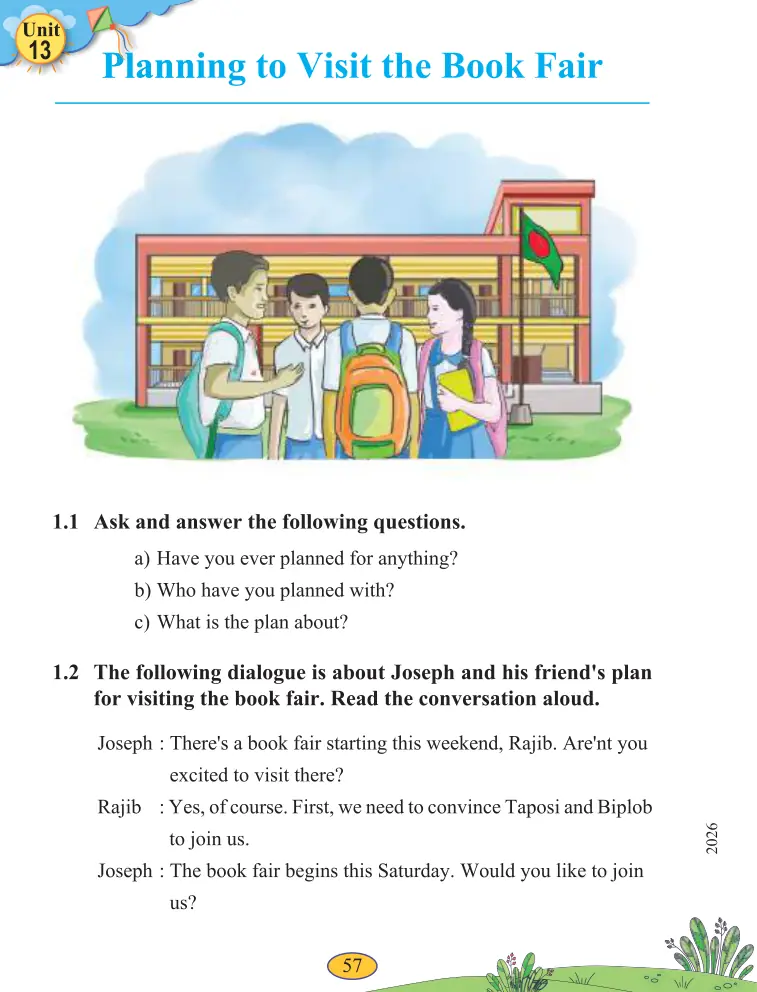 Unit
13
Planning to Visit the Book Fair
1.1 Ask and answer the following questions.
a) Have you ever planned for anything?
b) Who have you planned with?
c) What is the plan about?
1.2 The following dialogue is about Joseph and his friend's plan
for visiting the book fair. Read the conversation aloud.
Joseph : There's a book fair starting this weekend, Rajib. Are'nt you
excited to visit there?
Rajib : Yes, of course. First, we need to convince Taposi and Biplob
to join us.
Joseph : The book fair begins this Saturday. Would you like to join
us?
2026
57